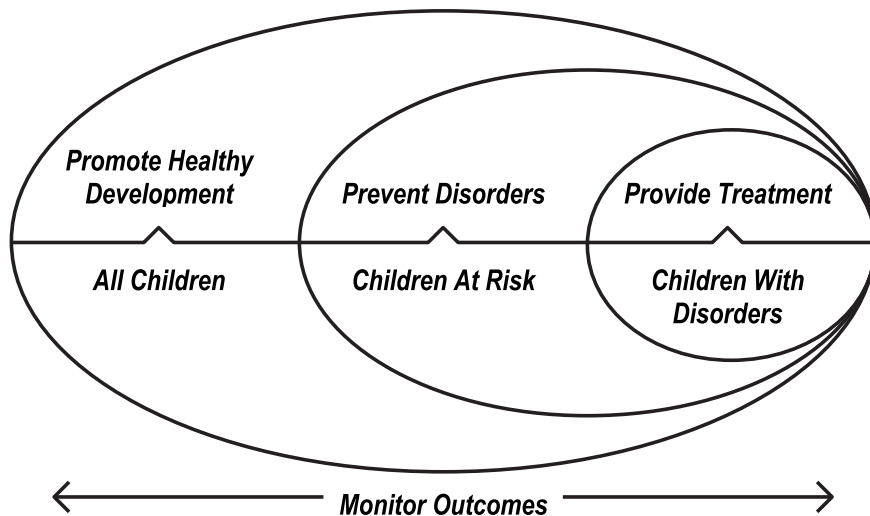 Promote Healthy
Development
All Children
Prevent Disorders
Children At Risk
Provide Treatment
Children With
Disorders
Monitor Outcomes